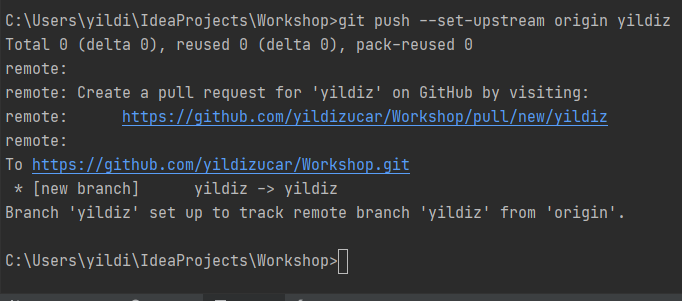 C:\Users\yildi\IdeaProjects\Workshop>git push --set-upstream origin yildiz
Total 0 (delta 0), reused 0 (delta 0), pack-reused 0
remote:
remote: Create a pull request for 'yildiz' on GitHub by visiting:
remote:      https://github.com/yildizucar/Workshop/pull/new/yildiz
remote:
To https://github.com/yildizucar/Workshop.git
 * [new branch]      yildiz -> yildiz
Branch 'yildiz' set up to track remote branch 'yildiz' from 'origin'.
C:\Users\yildi\IdeaProjects\Workshop>